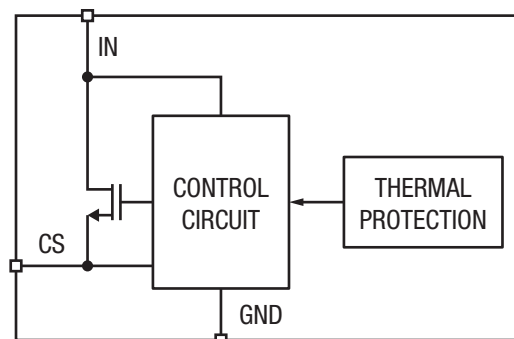 IN
CONTROL
CIRCUIT
THERMAL
PROTECTION
CS
GND